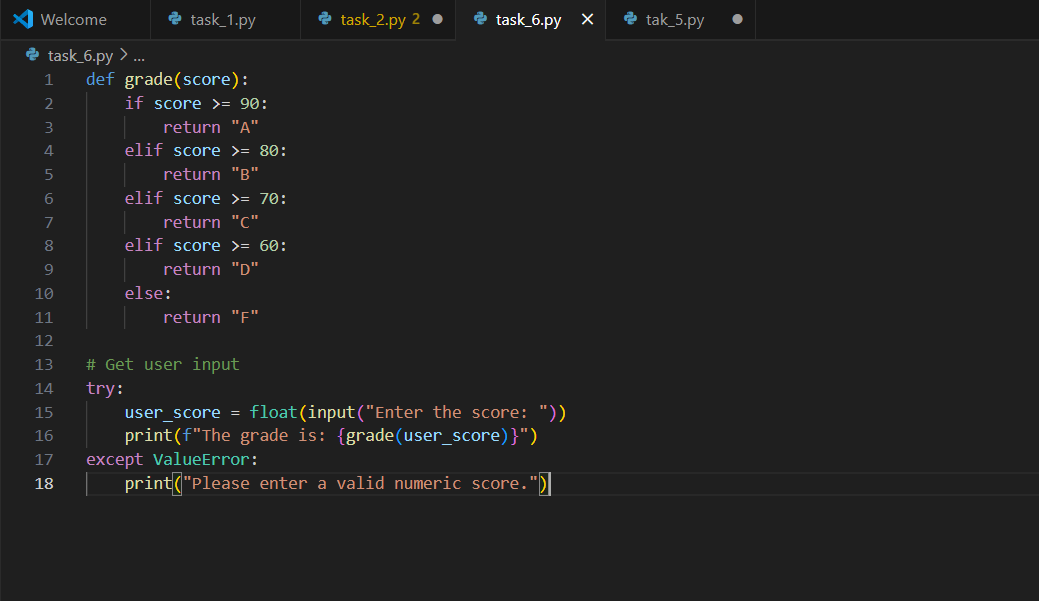 Welcome task_1.py task_2.py 2 task_6.py tak_5.py
task_6.py > ...
1 def grade(score):
2     if score >= 90:
3         return "A"
4     elif score >= 80:
5         return "B"
6     elif score >= 70:
7         return "C"
8     elif score >= 60:
9         return "D"
10     else:
11         return "F"
12
13 # Get user input
14 try:
15     user_score = float(input("Enter the score: "))
16     print(f"The grade is: {grade(user_score)}")
17 except ValueError:
18     print("Please enter a valid numeric score.")